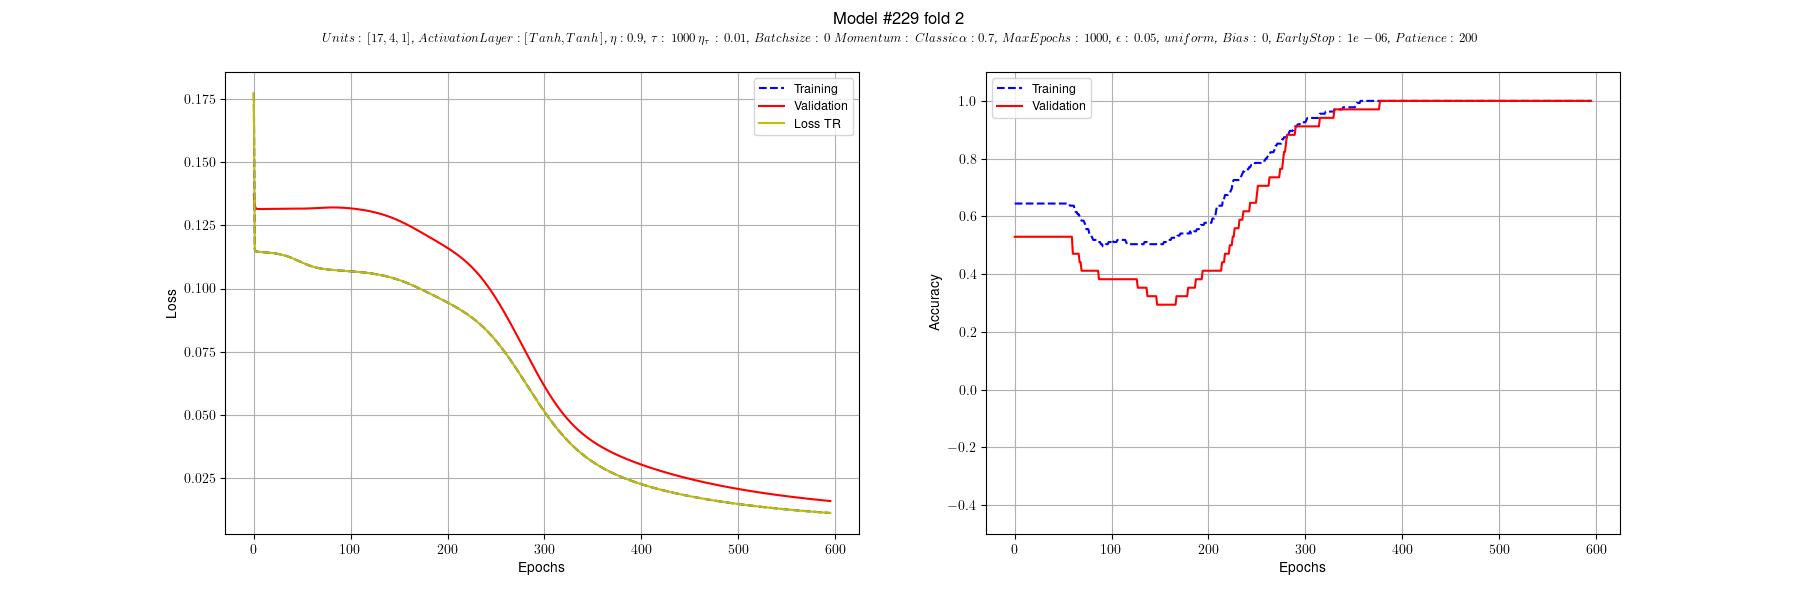 Model #229 fold 2
Units : [17, 4, 1], ActivationLayer : [Tanh, Tanh], η : 0.9, τ : 1000 ητ : 0.01, Batchsize : 0 Momentum : Classicα : 0.7, MaxEpochs : 1000, ϵ : 0.05, uniform, Bias : 0, EarlyStop : 1e − 06, Patience : 200
Training
Validation
Loss TR
0.175
0.150
0.125
0.100
0.075
0.050
0.025
Loss
0 100 200 300 400 500 600
Epochs
Training
Validation
1.0
0.8
0.6
0.4
0.2
0.0
−0.2
−0.4
Accuracy
0 100 200 300 400 500 600
Epochs